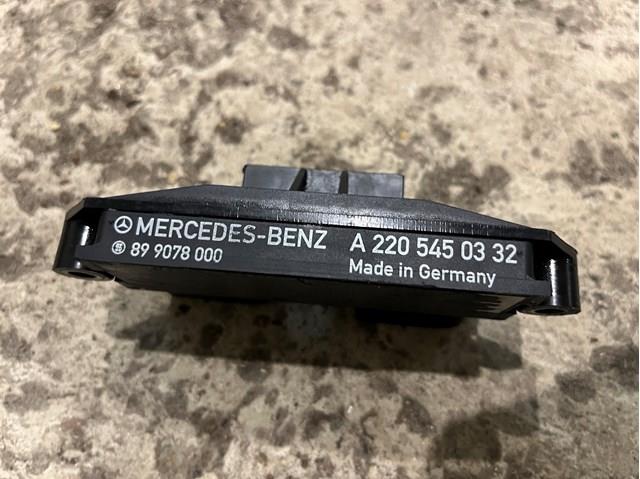 MERCEDES-BENZ A 220 545 03 32
89 9078 000 Made in Germany